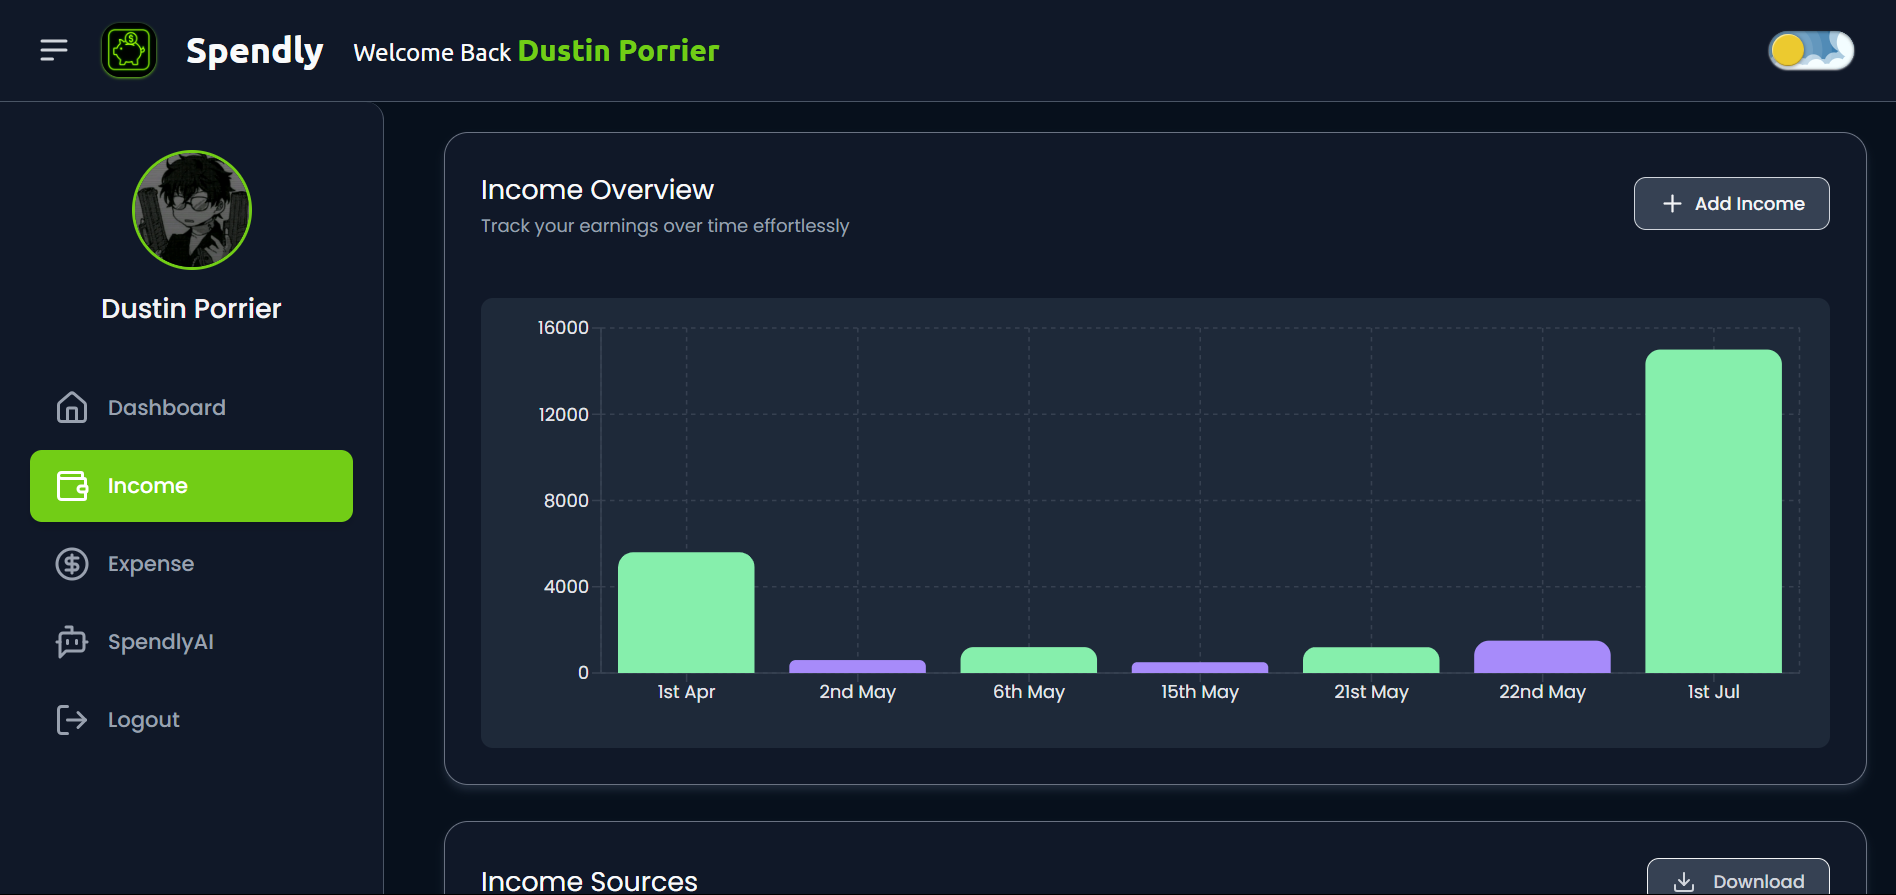 Spendly
Welcome Back Dustin Porrier
Dustin Porrier
Dashboard
Income
Expense
SpendlyAI
Logout
Income Overview
Track your earnings over time effortlessly
Add Income
16000
12000
8000
4000
0
1st Apr
2nd May
6th May
15th May
21st May
22nd May
1st Jul
Income Sources
Download